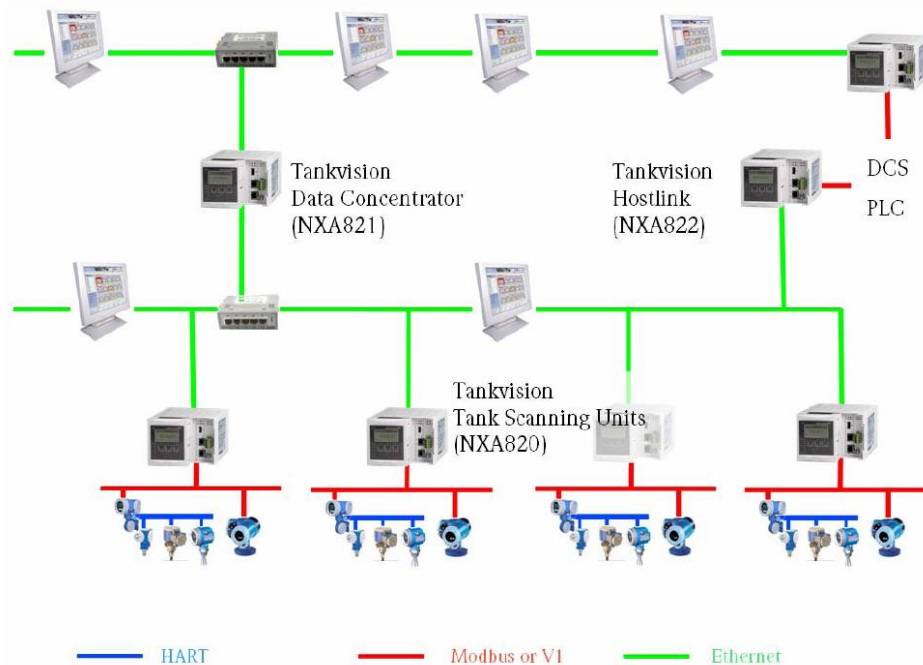 Tankvision
Data Concentrator
(NXA821)
Tankvision
Hostlink
(NXA822)
DCS
PLC
Tankvision
Tank Scanning Units
(NXA820)
HART
Modbus or V1
Ethernet